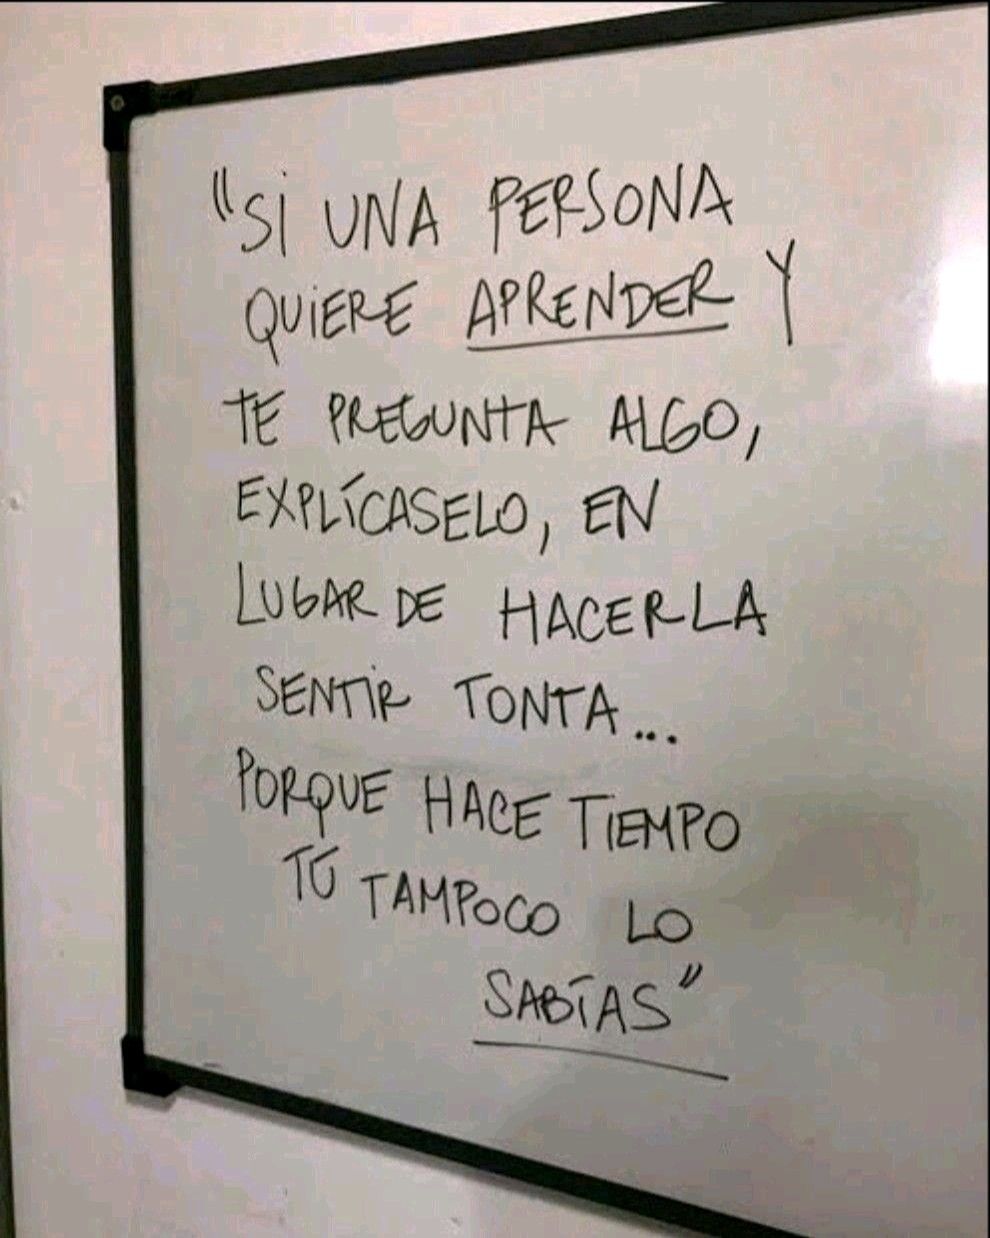 "Si UNA PERSONA
QUiERE APRENDER Y
TE PREGUNTA ALGO,
EXPLÍCASELO, EN
LUGAR DE HACERLA
SENTiR TONTA...
PORQUE HACE TiEMPO
TÚ TAMPOCO LO
SABÍAS"